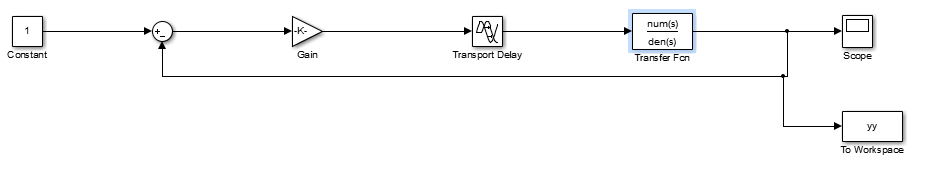 1
Constant
+
-
-K-
Gain
Transport Delay
num(s)
den(s)
Transfer Fcn
Scope
yy
To Workspace